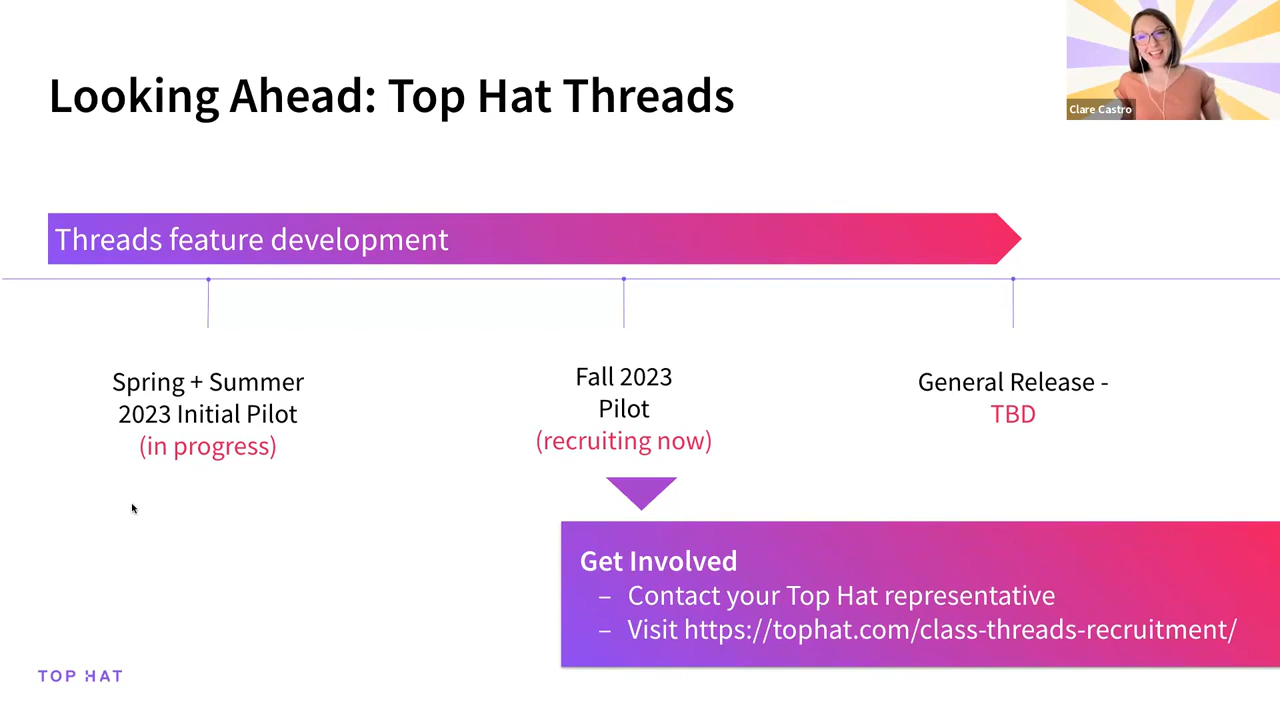 Looking Ahead: Top Hat Threads
Clare Castro
Threads feature development
Spring + Summer
2023 Initial Pilot
(in progress)
Fall 2023
Pilot
(recruiting now)
General Release -
TBD
Get Involved
– Contact your Top Hat representative
– Visit https://tophat.com/class-threads-recruitment/
TOP HAT